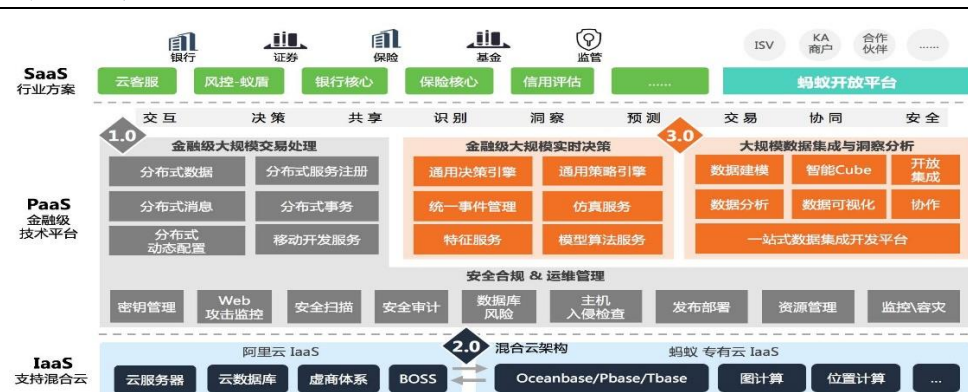 银行 证券 保险 基金 监管 ISV KA商户 合作伙伴 ......
SaaS
行业方案
云客服 风控-蚁盾 银行核心 保险核心 信用评估 ...... 蚂蚁开放平台
交互 决策 共享 识别 洞察 预测 交易 协同 安全
1.0
3.0
金融级大规模交易处理
分布式数据 分布式服务注册
分布式消息 分布式事务
分布式动态配置 移动开发服务
金融级大规模实时决策
通用决策引擎 通用策略引擎
统一事件管理 仿真服务
特征服务 模型算法服务
大规模数据集成与洞察分析
数据建模 智能Cube 开放集成
数据分析 数据可视化 协作
一站式数据集成开发平台
PaaS
金融级
技术平台
安全合规 & 运维管理
密钥管理 Web攻击监控 安全扫描 安全审计 数据库风险 主机入侵检查 发布部署 资源管理 监控\容灾
IaaS
支持混合云
阿里云 IaaS 2.0 混合云架构 蚂蚁 专有云 IaaS
云服务器 云数据库 虚商体系 BOSS Oceanbase/Pbase/Tbase 图计算 位置计算 ...